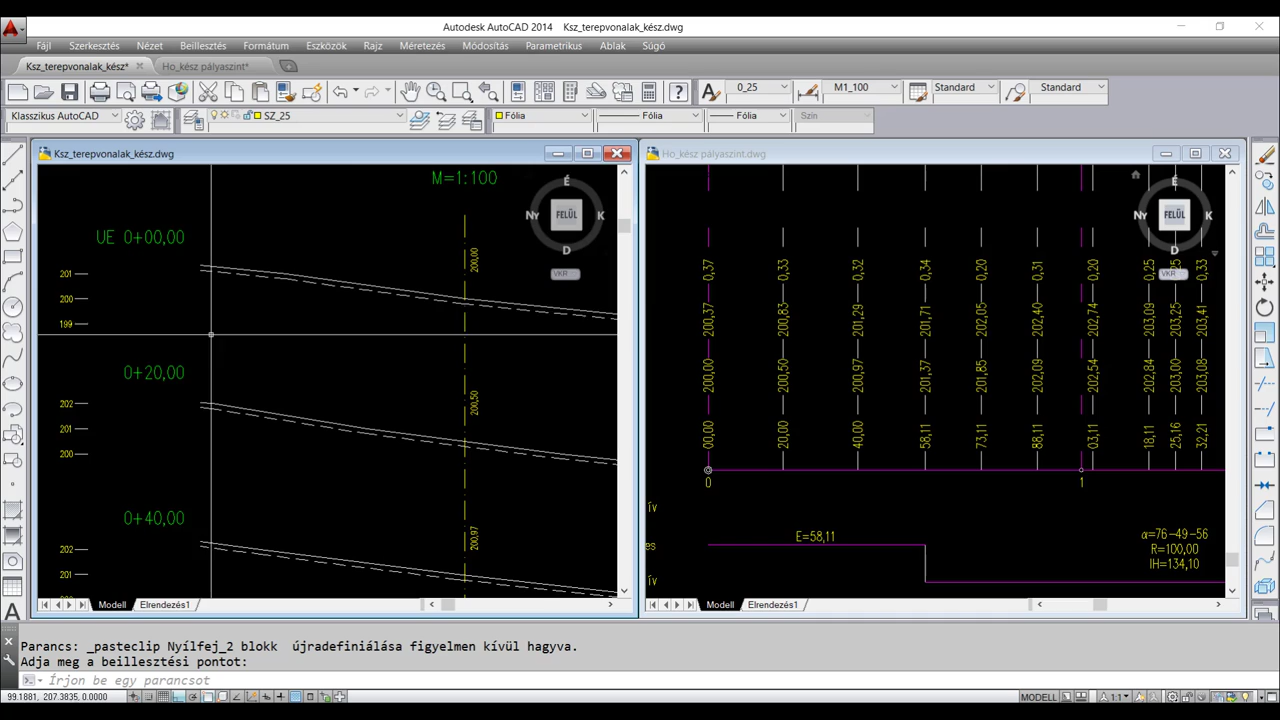 Autodesk AutoCAD 2014 Ksz_terepvonalak_kész.dwg
Fájl Szerkesztés Nézet Beillesztés Formátum Eszközök Rajz Méretezés Módosítás Parametrikus Ablak Súgó
Ksz_terepvonalak_kész* Ho_kész pályaszint*
0_25 M1_100 Standard Standard
Klasszikus AutoCAD SZ_25 Fólia Fólia Fólia Szín
Ksz_terepvonalak_kész.dwg
M=1:100
É
Ny FELÜL K
D
VKR
UE 0+00,00
201
200
199
200,00
0+20,00
202
201
200
200,50
0+40,00
202
201
200,97
Modell Elrendezés1
Ho_kész pályaszint.dwg
É
Ny FELÜL K
D
VKR
0,37 0,33 0,32 0,34 0,20 0,31 0,20 0,25 0,25 0,33
200,37 200,83 201,29 201,71 202,05 202,40 202,74 203,09 203,25 203,41
200,00 200,50 200,97 201,37 201,85 202,09 202,54 202,84 203,00 203,08
00,00 20,00 40,00 58,11 73,11 88,11 03,11 18,11 25,16 32,21
0 1
ív
es E=58,11
ív
α=76-49-56
R=100,00
IH=134,10
Modell Elrendezés1
Parancs: _pasteclip Nyílfej_2 blokk újradefiniálása figyelmen kívül hagyva.
Adja meg a beillesztési pontot:
Írjon be egy parancsot
99.1881, 207.3835, 0.0000 MODELL 1:1